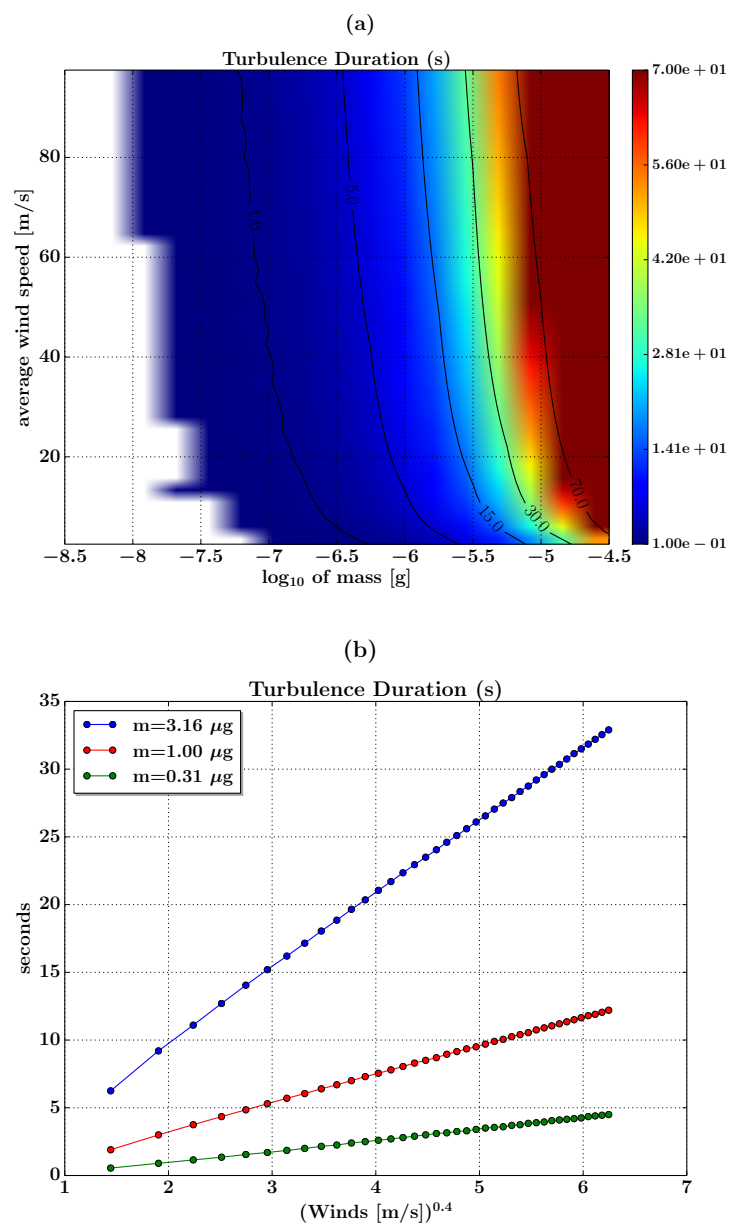 (a)
Turbulence Duration (s)
average wind speed [m/s]
80
60
40
20
1.0
5.0
15.0
30.0
70.0
−8.5 −8 −7.5 −7 −6.5 −6 −5.5 −5 −4.5
log₁₀ of mass [g]
7.00e + 01
5.60e + 01
4.20e + 01
2.81e + 01
1.41e + 01
1.00e − 01
(b)
Turbulence Duration (s)
m=3.16 μg
m=1.00 μg
m=0.31 μg
seconds
35
30
25
20
15
10
5
0
1 2 3 4 5 6 7
(Winds [m/s])⁰·⁴